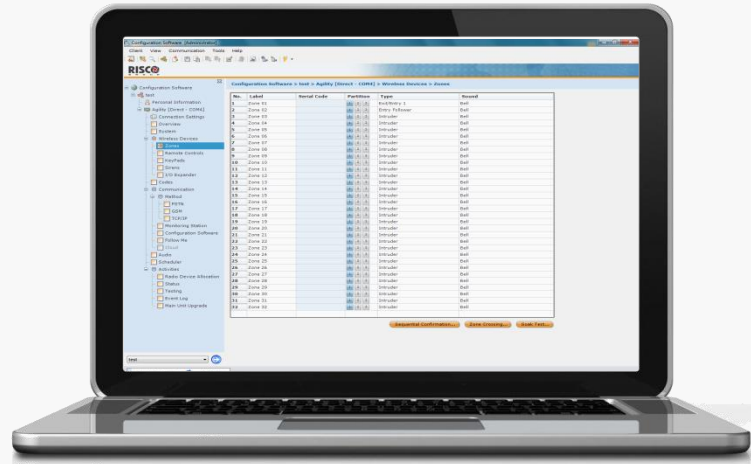 Configuration Software [Administrator]
Client View Communication Tools Help
RISCO
Configuration Software > test > Agility [Direct - COM4] > Wireless Devices > Zones
Configuration Software
test
Personal Information
Agility [Direct - COM4]
Connection Settings
Overview
System
Wireless Devices
Zones
Remote Controls
Keyfads
Sirens
I/O Expander
Codes
Communication
Method
PSTN
GSM
TCP/IP
Monitoring Station
Configuration Software
Follow Me
Cloud
Audio
Scheduler
Activities
Radio Device Allocation
Status
Testing
Event Log
Main Unit Upgrade
test
No. Label Serial Code Partition Type Sound
1 Zone 01 Exit/Entry 1 Bell
2 Zone 02 Entry Follower Bell
3 Zone 03 Intruder Bell
4 Zone 04 Intruder Bell
5 Zone 05 Intruder Bell
6 Zone 06 Intruder Bell
7 Zone 07 Intruder Bell
8 Zone 08 Intruder Bell
9 Zone 09 Intruder Bell
10 Zone 10 Intruder Bell
11 Zone 11 Intruder Bell
12 Zone 12 Intruder Bell
13 Zone 13 Intruder Bell
14 Zone 14 Intruder Bell
15 Zone 15 Intruder Bell
16 Zone 16 Intruder Bell
17 Zone 17 Intruder Bell
18 Zone 18 Intruder Bell
19 Zone 19 Intruder Bell
20 Zone 20 Intruder Bell
21 Zone 21 Intruder Bell
22 Zone 22 Intruder Bell
23 Zone 23 Intruder Bell
24 Zone 24 Intruder Bell
25 Zone 25 Intruder Bell
26 Zone 26 Intruder Bell
27 Zone 27 Intruder Bell
28 Zone 28 Intruder Bell
29 Zone 29 Intruder Bell
30 Zone 30 Intruder Bell
31 Zone 31 Intruder Bell
32 Zone 32 Intruder Bell
Sequential Confirmation... Zone Crossing... Soak Test...